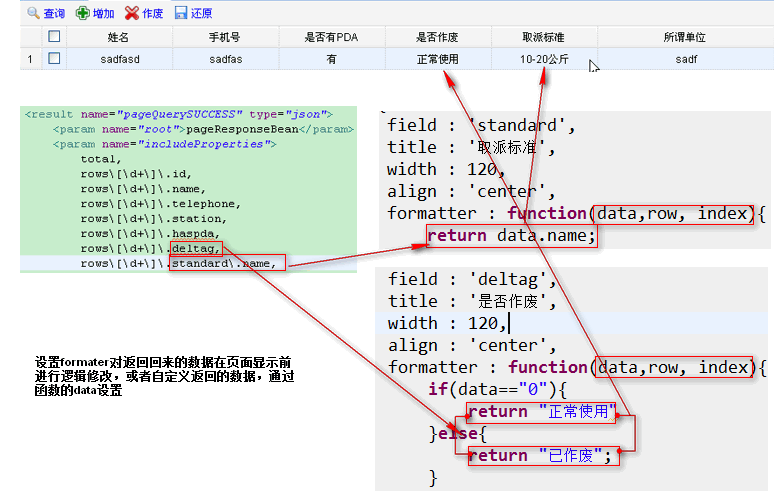 查询 增加 作废 还原
姓名 手机号 是否有PDA 是否作废 取派标准 所谓单位
1 sadfasd sadfas 有 正常使用 10-20公斤 sadf
<result name="pageQuerySUCCESS" type="json">
<param name="root">pageResponseBean</param>
<param name="includeProperties">
total,
rows\[\d+\]\.id,
rows\[\d+\]\.name,
rows\[\d+\]\.telephone,
rows\[\d+\]\.station,
rows\[\d+\]\.haspda,
rows\[\d+\]\.deltag,
rows\[\d+\]\.standard\.name,
field : 'standard',
title : '取派标准',
width : 120,
align : 'center',
formatter : function(data,row, index){
return data.name;
field : 'deltag',
title : '是否作废',
width : 120,
align : 'center',
formatter : function(data,row, index){
if(data=="0"){
return "正常使用"
}else{
return "已作废";
}
设置formater对返回回来的数据在页面显示前
进行逻辑修改，或者自定义返回的数据，通过
函数的data设置